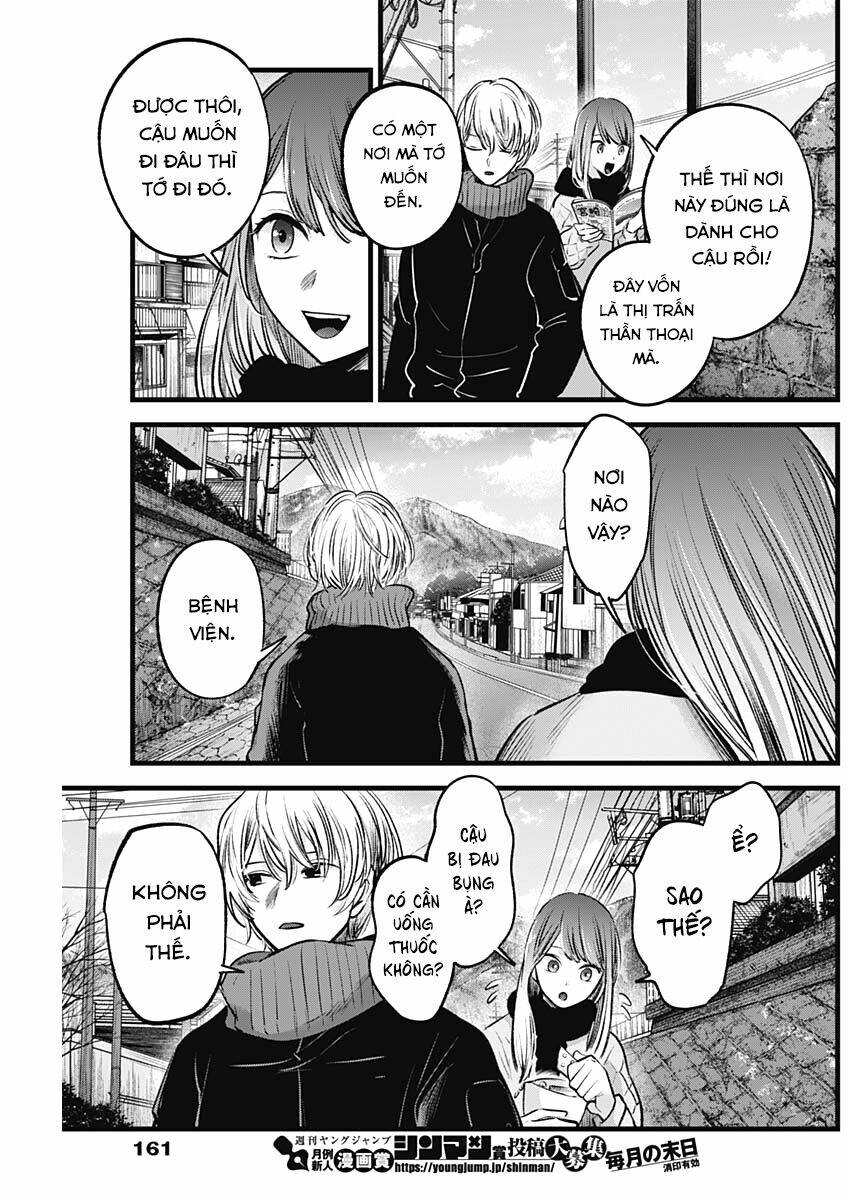 THẾ THÌ NƠI
NÀY ĐÚNG LÀ
DÀNH CHO
CẬU RỒI!
ĐÂY VỐN
LÀ THỊ TRẤN
THẦN THOẠI
MÀ.
CÓ MỘT
NƠI MÀ TỚ
MUỐN
ĐẾN.
ĐƯỢC THÔI,
CẬU MUỐN
ĐI ĐÂU THÌ
TỚ ĐI ĐÓ.
NƠI
NÀO
VẬY?
BỆNH
VIỆN.
Ể?
SAO
THẾ?
CẬU
BỊ ĐAU
BỤNG
À?
CÓ CẦN
UỐNG
THUỐC
KHÔNG?
KHÔNG
PHẢI
THẾ.
161
週刊ヤングジャンプ
月例
新人
漫画賞
シンマン賞
投稿大募集
毎月の末日
消印有効
https://youngjump.jp/shinman/